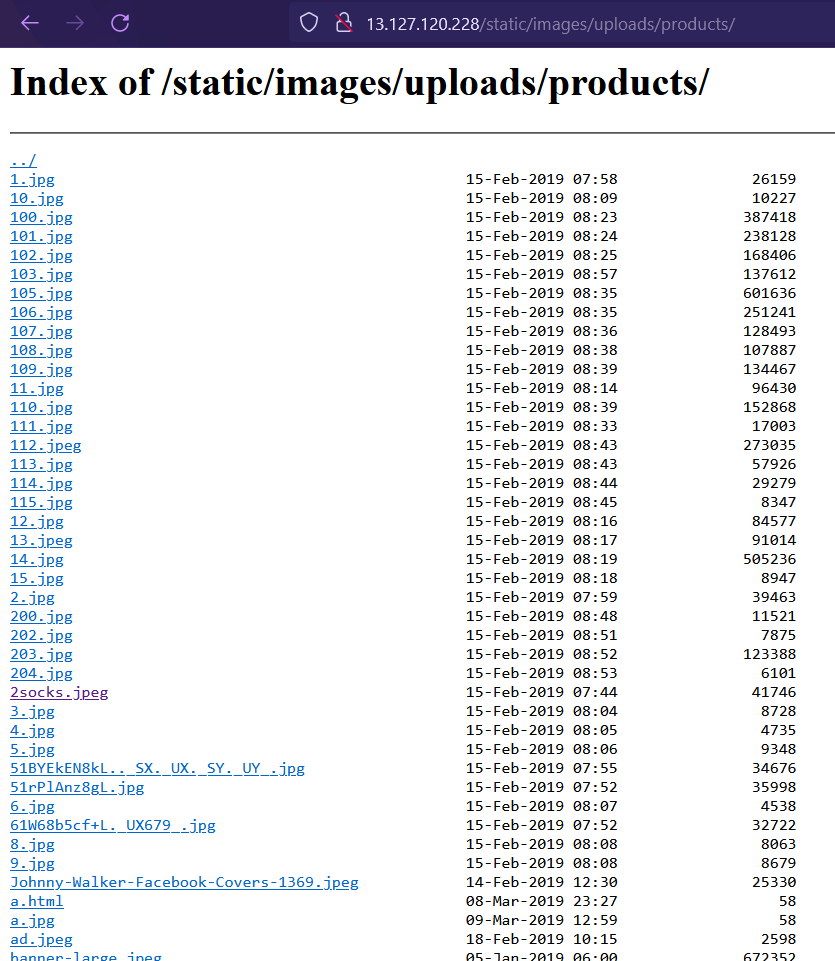 13.127.120.228/static/images/uploads/products/
Index of /static/images/uploads/products/
../
1.jpg 15-Feb-2019 07:58 26159
10.jpg 15-Feb-2019 08:09 10227
100.jpg 15-Feb-2019 08:23 387418
101.jpg 15-Feb-2019 08:24 238128
102.jpg 15-Feb-2019 08:25 168406
103.jpg 15-Feb-2019 08:57 137612
105.jpg 15-Feb-2019 08:35 601636
106.jpg 15-Feb-2019 08:35 251241
107.jpg 15-Feb-2019 08:36 128493
108.jpg 15-Feb-2019 08:38 107887
109.jpg 15-Feb-2019 08:39 134467
11.jpg 15-Feb-2019 08:14 96430
110.jpg 15-Feb-2019 08:39 152868
111.jpg 15-Feb-2019 08:33 17003
112.jpeg 15-Feb-2019 08:43 273035
113.jpg 15-Feb-2019 08:43 57926
114.jpg 15-Feb-2019 08:44 29279
115.jpg 15-Feb-2019 08:45 8347
12.jpg 15-Feb-2019 08:16 84577
13.jpeg 15-Feb-2019 08:17 91014
14.jpg 15-Feb-2019 08:19 505236
15.jpg 15-Feb-2019 08:18 8947
2.jpg 15-Feb-2019 07:59 39463
200.jpg 15-Feb-2019 08:48 11521
202.jpg 15-Feb-2019 08:51 7875
203.jpg 15-Feb-2019 08:52 123388
204.jpg 15-Feb-2019 08:53 6101
2socks.jpeg 15-Feb-2019 07:44 41746
3.jpg 15-Feb-2019 08:04 8728
4.jpg 15-Feb-2019 08:05 4735
5.jpg 15-Feb-2019 08:06 9348
51BYEkEN8kL.._SX._UX._SY._UY_.jpg 15-Feb-2019 07:55 34676
51rPlAnz8gL.jpg 15-Feb-2019 07:52 35998
6.jpg 15-Feb-2019 08:07 4538
61W68b5cf+L._UX679_.jpg 15-Feb-2019 07:52 32722
8.jpg 15-Feb-2019 08:08 8063
9.jpg 15-Feb-2019 08:08 8679
Johnny-Walker-Facebook-Covers-1369.jpeg 14-Feb-2019 12:30 25330
a.html 08-Mar-2019 23:27 58
a.jpg 09-Mar-2019 12:59 58
ad.jpeg 18-Feb-2019 10:15 2598
banner-large.jpeg 05-Jan-2019 06:00 672352